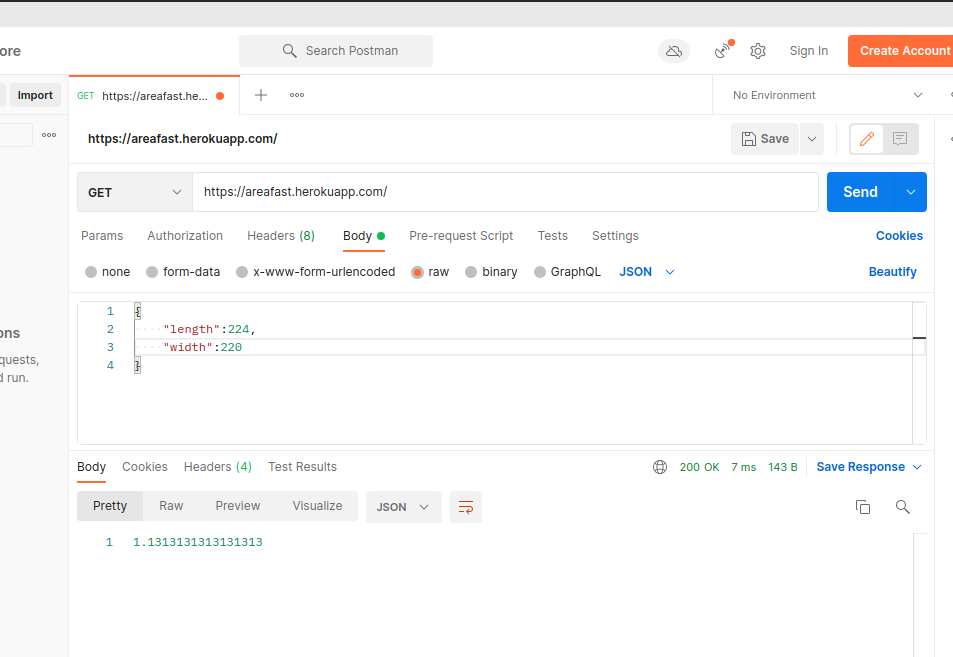 ore
Search Postman
Sign In
Create Account
Import
GET https://areafast.he...
No Environment
https://areafast.herokuapp.com/
Save
GET
https://areafast.herokuapp.com/
Send
Params Authorization Headers (8) Body Pre-request Script Tests Settings Cookies
none form-data x-www-form-urlencoded raw binary GraphQL JSON Beautify
1 {
2 "length":224,
3 "width":220
4 }
ons
quests,
d run.
Body Cookies Headers (4) Test Results 200 OK 7 ms 143 B Save Response
Pretty Raw Preview Visualize JSON
1 1.1313131313131313